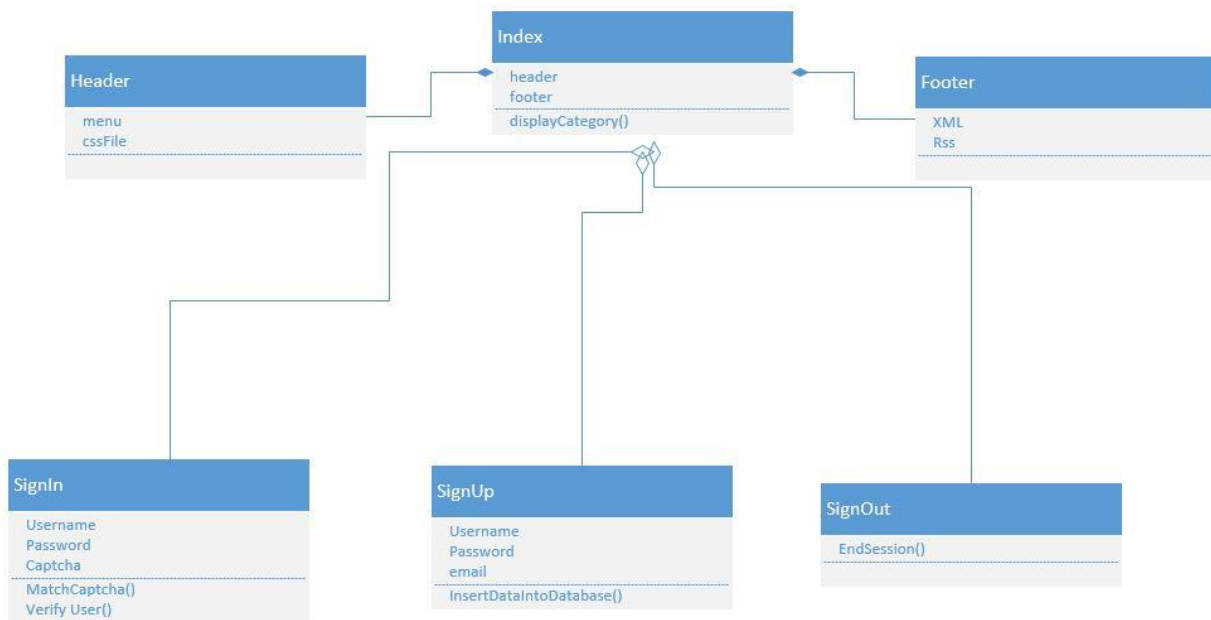 Index
header
footer
displayCategory()
Header
menu
cssFile
Footer
XML
Rss
SignIn
Username
Password
Captcha
MatchCaptcha()
Verify User()
SignUp
Username
Password
email
InsertDataIntoDatabase()
SignOut
EndSession()